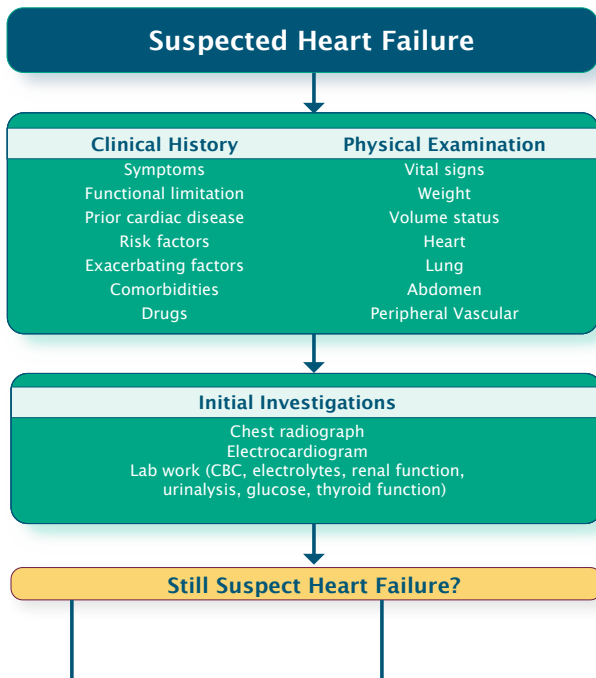 Suspected Heart Failure
Clinical History
Physical Examination
Symptoms
Vital signs
Functional limitation
Weight
Prior cardiac disease
Volume status
Risk factors
Heart
Exacerbating factors
Lung
Comorbidities
Abdomen
Drugs
Peripheral Vascular
Initial Investigations
Chest radiograph
Electrocardiogram
Lab work (CBC, electrolytes, renal function,
urinalysis, glucose, thyroid function)
Still Suspect Heart Failure?